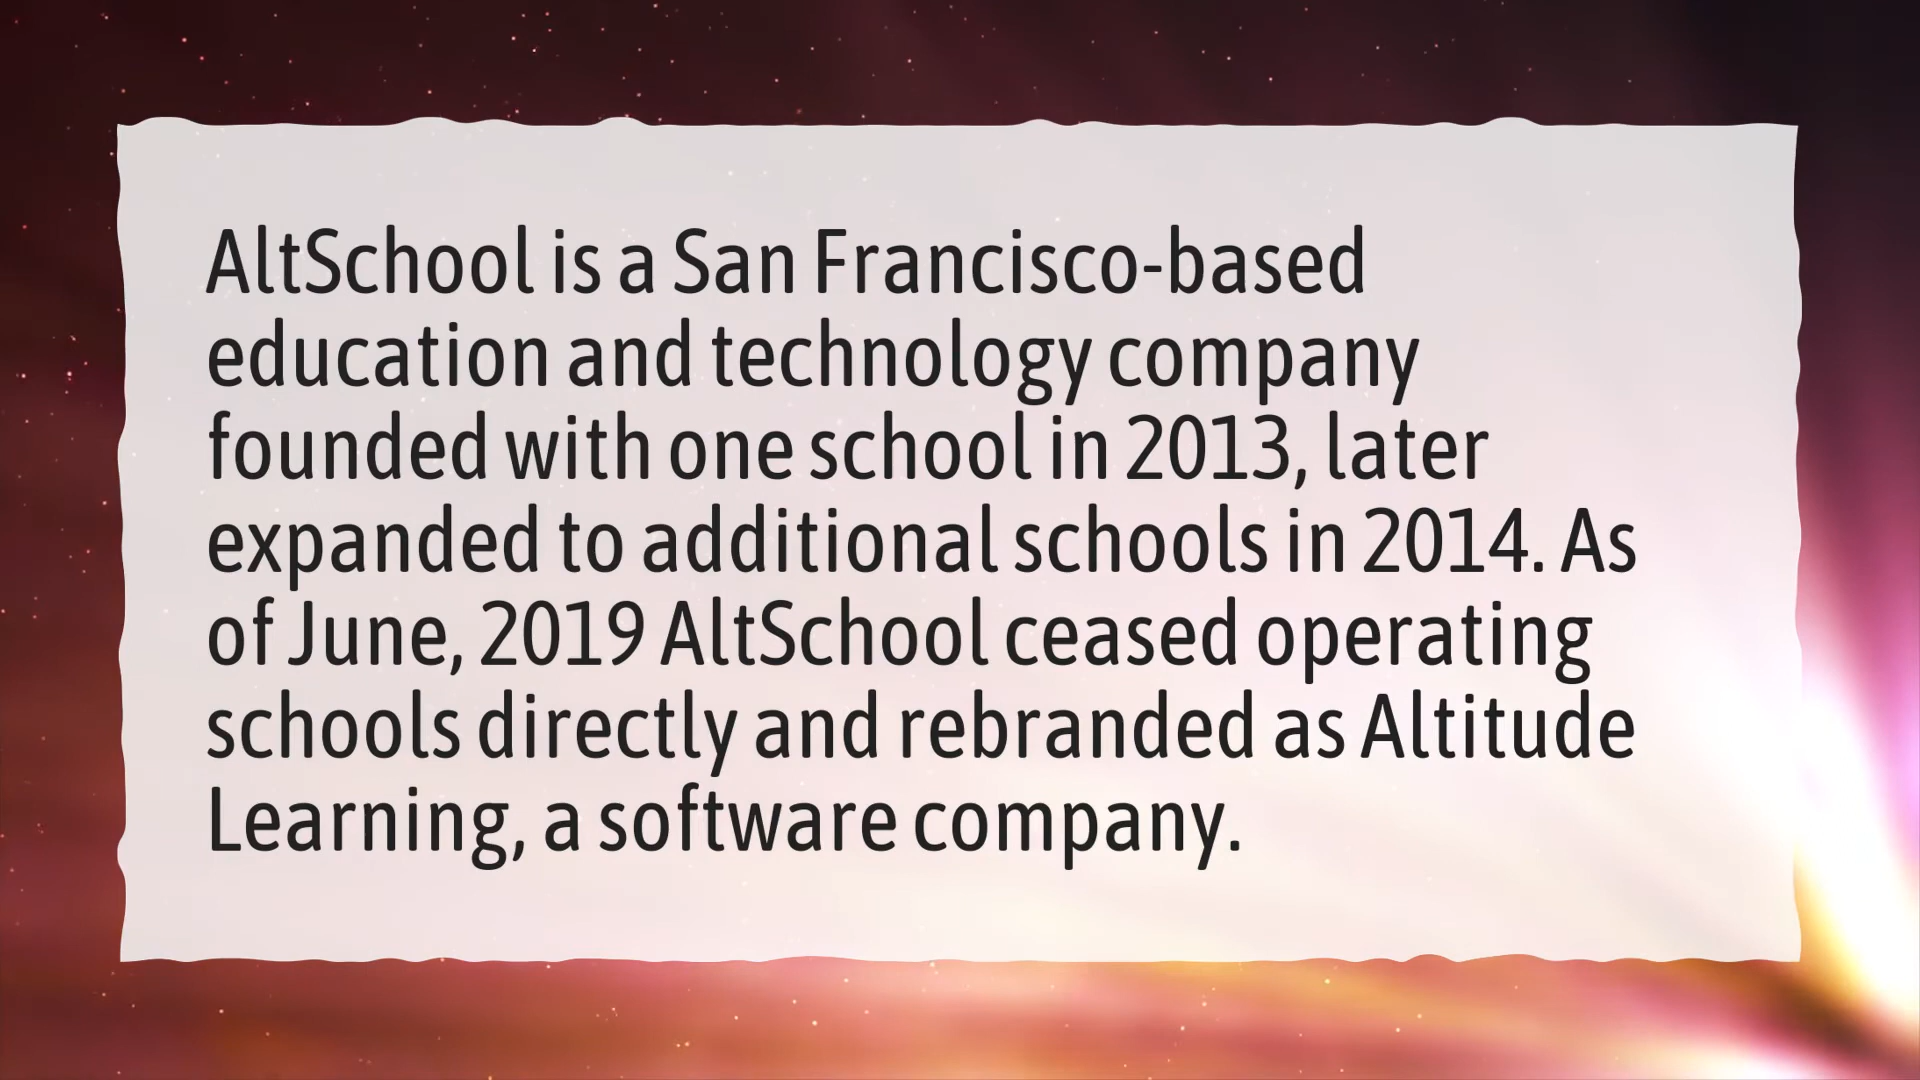 AltSchool is a San Francisco-based
education and technology company
founded with one school in 2013, later
expanded to additional schools in 2014. As
of June, 2019 AltSchool ceased operating
schools directly and rebranded as Altitude
Learning, a software company.